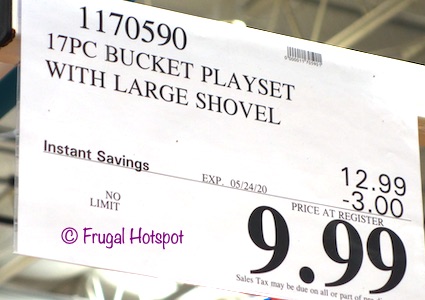 1170590
17PC BUCKET PLAYSET
WITH LARGE SHOVEL
Instant Savings
EXP. 05/24/20
12.99
-3.00
NO
LIMIT
PRICE AT REGISTER
9.99
© Frugal Hotspot
Sales Tax may be due on all or part of